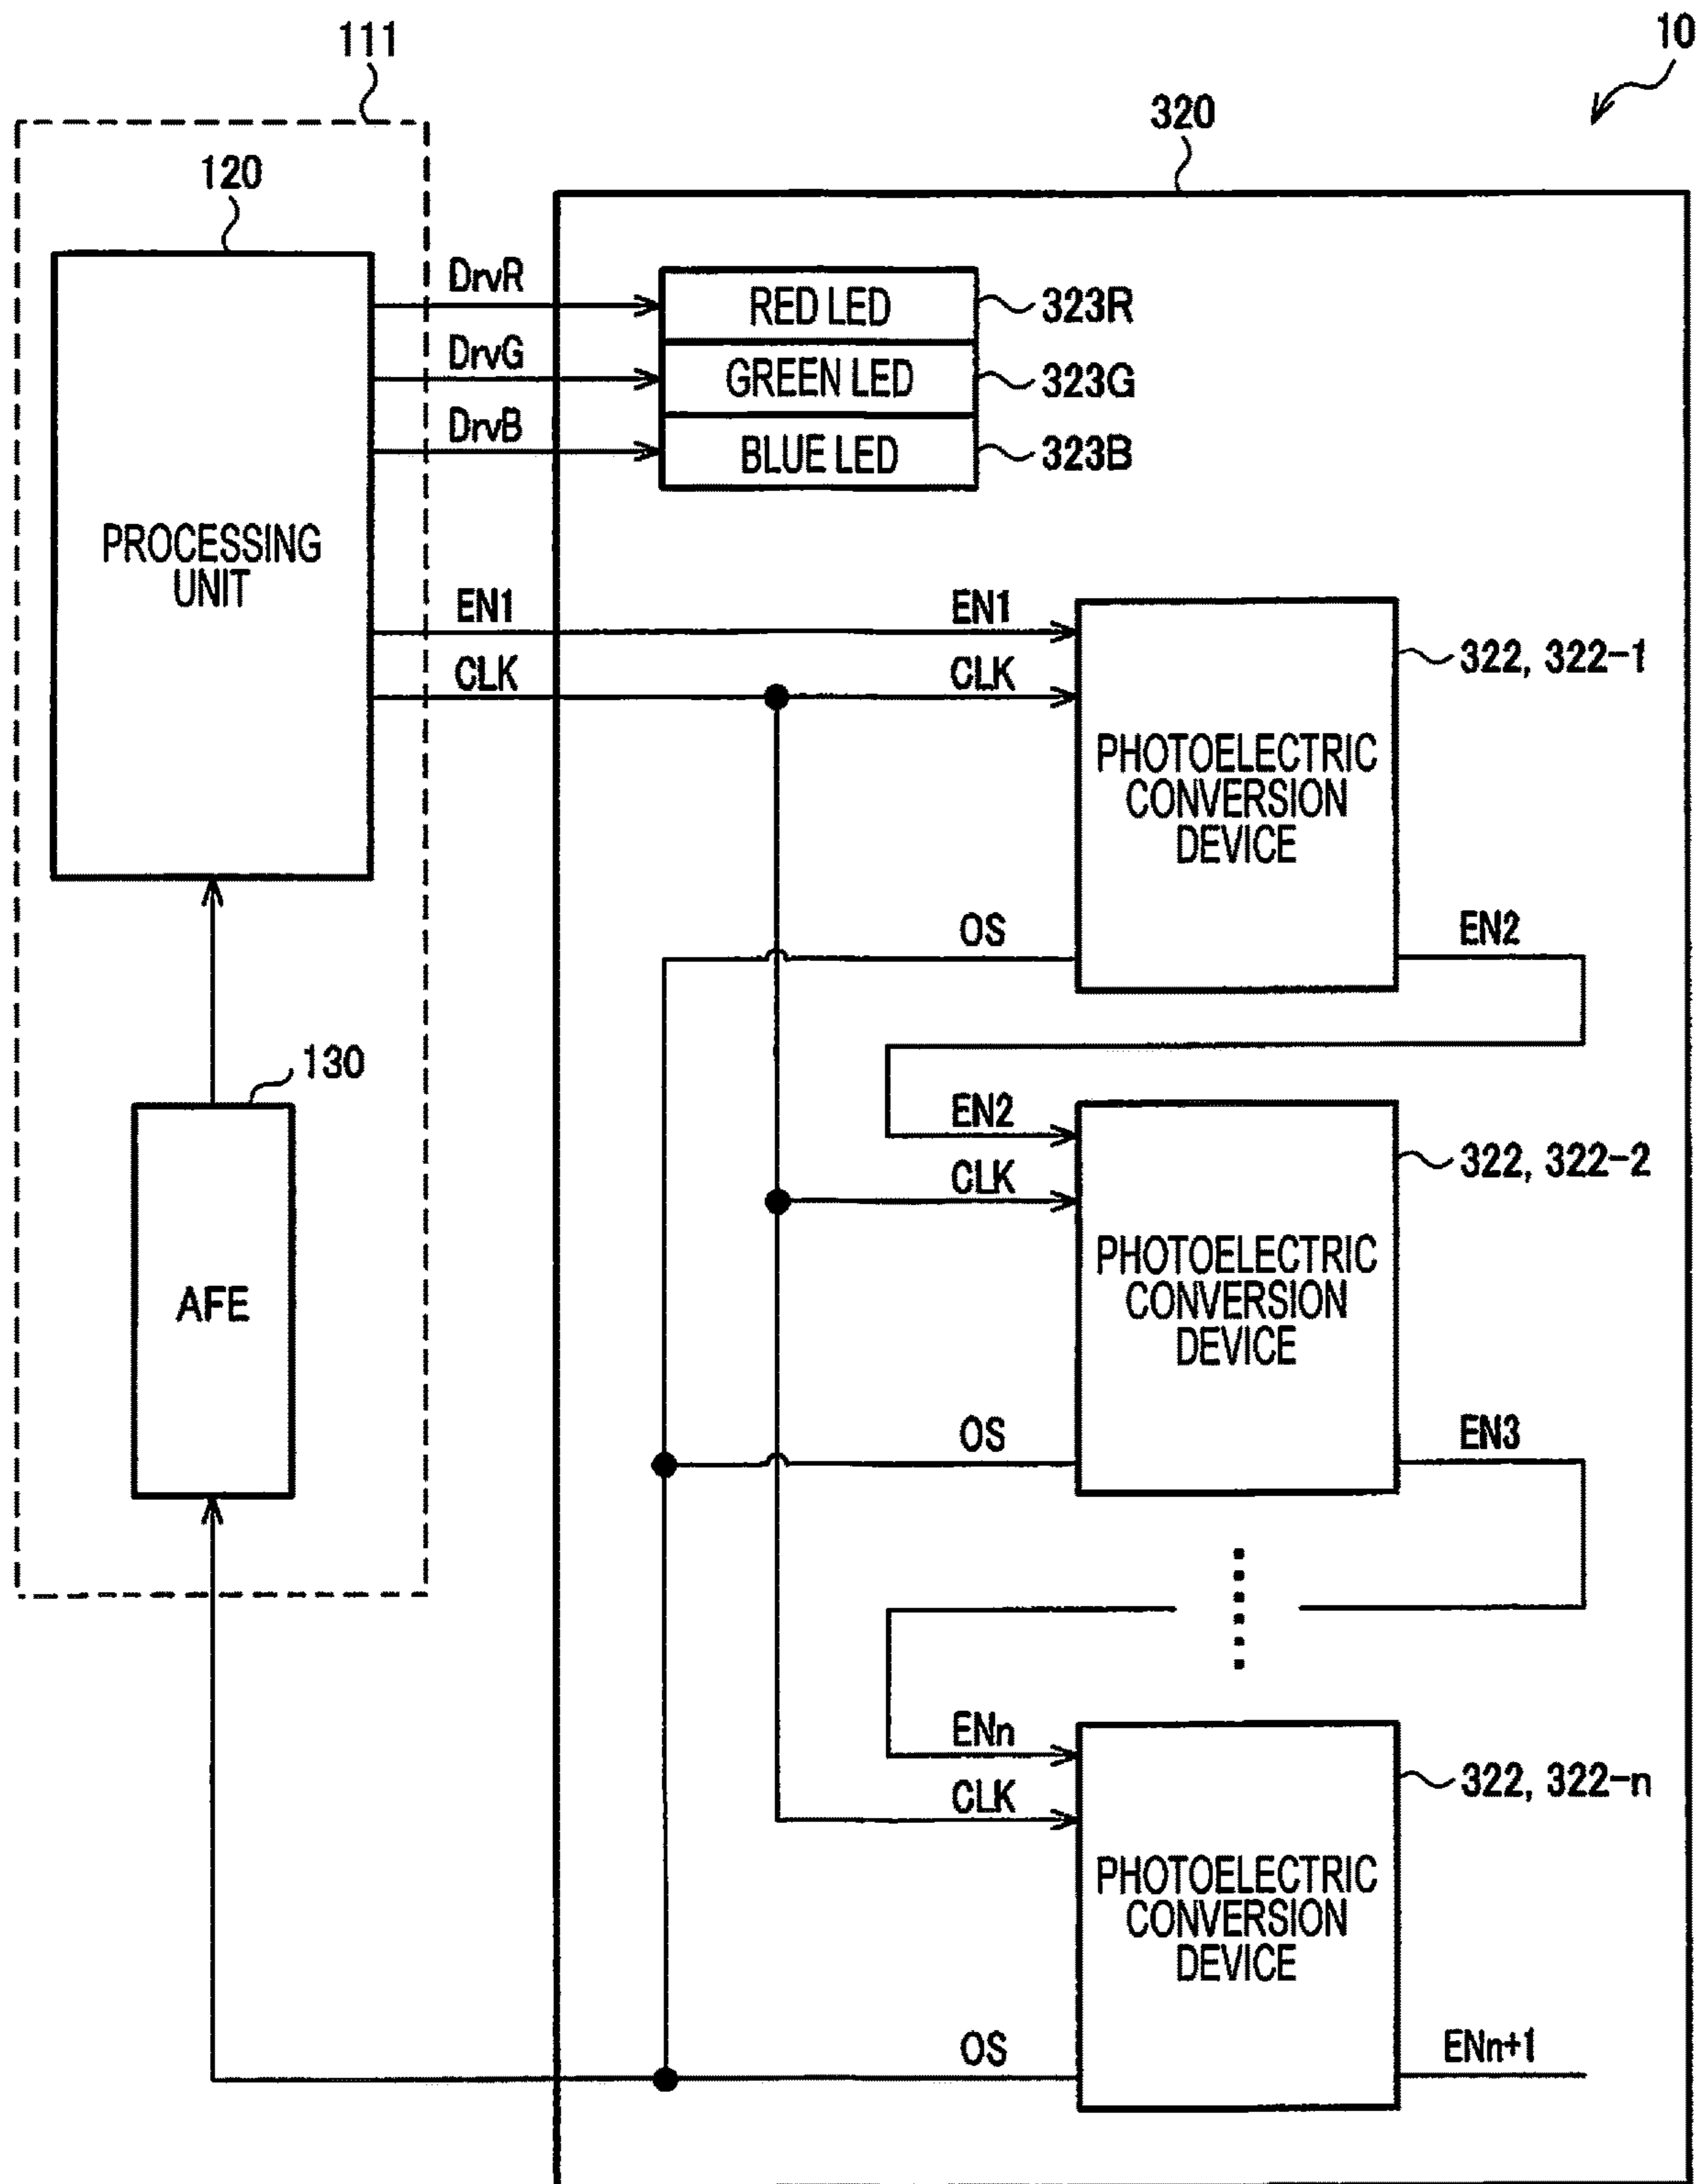 10
111
320
120
DrvR
RED LED
323R
DrvG
GREEN LED
323G
DrvB
BLUE LED
323B
PROCESSING
UNIT
EN1
EN1
322, 322-1
CLK
CLK
PHOTOELECTRIC
CONVERSION
DEVICE
OS
EN2
130
EN2
322, 322-2
CLK
PHOTOELECTRIC
CONVERSION
DEVICE
AFE
OS
EN3
ENn
322, 322-n
CLK
PHOTOELECTRIC
CONVERSION
DEVICE
OS
ENn+1